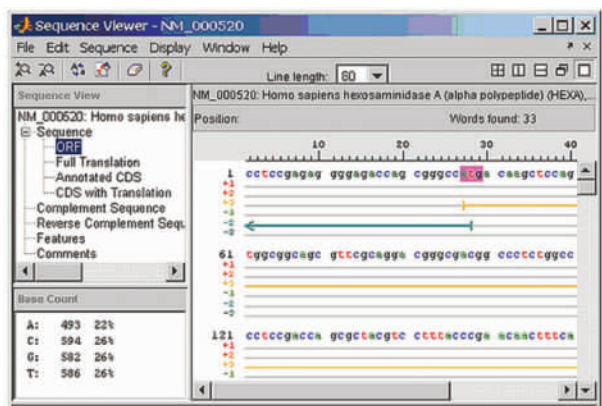 Sequence Viewer - NM_000520
File Edit Sequence Display Window Help
Line length: 60
Sequence View
NM_000520: Homo sapiens he
Sequence
ORF
Full Translation
Annotated CDS
CDS with Translation
Complement Sequence
Reverse Complement Sequ
Features
Comments
Base Count
A: 493 22%
C: 594 26%
G: 582 26%
T: 586 26%
NM_000520: Homo sapiens hexosaminidase A (alpha polypeptide) (HEXA),...
Position: Words found: 33
10 20 30 40
1 cctccgagag gggagaccag cgggccatga caagctccag
+1
+2
+3
-1
-2
-3
61 tggcggcagc gttcgcagga cgggcgacgg ccctctggcc
+1
+2
+3
-1
-2
-3
121 cctccgacca gcgctacgtc ctttacccga acaactttca
+1
+2
+3
-1